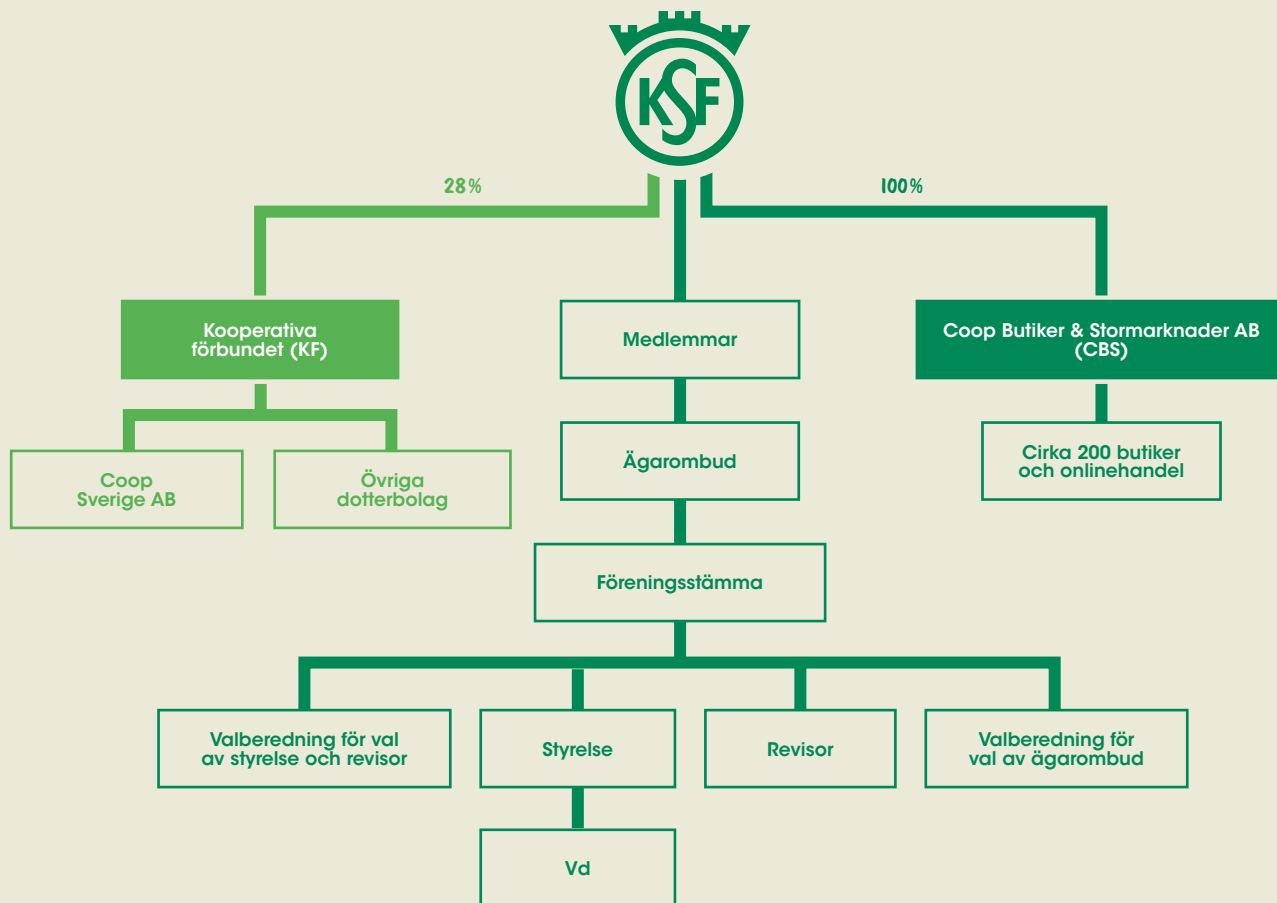 KSF
28%
100%
Kooperativa
förbundet (KF)
Medlemmar
Coop Butiker & Stormarknader AB
(CBS)
Coop
Sverige AB
Övriga
dotterbolag
Ägarombud
Cirka 200 butiker
och onlinehandel
Föreningsstämma
Valberedning för val
av styrelse och revisor
Styrelse
Revisor
Valberedning för
val av ägarombud
Vd